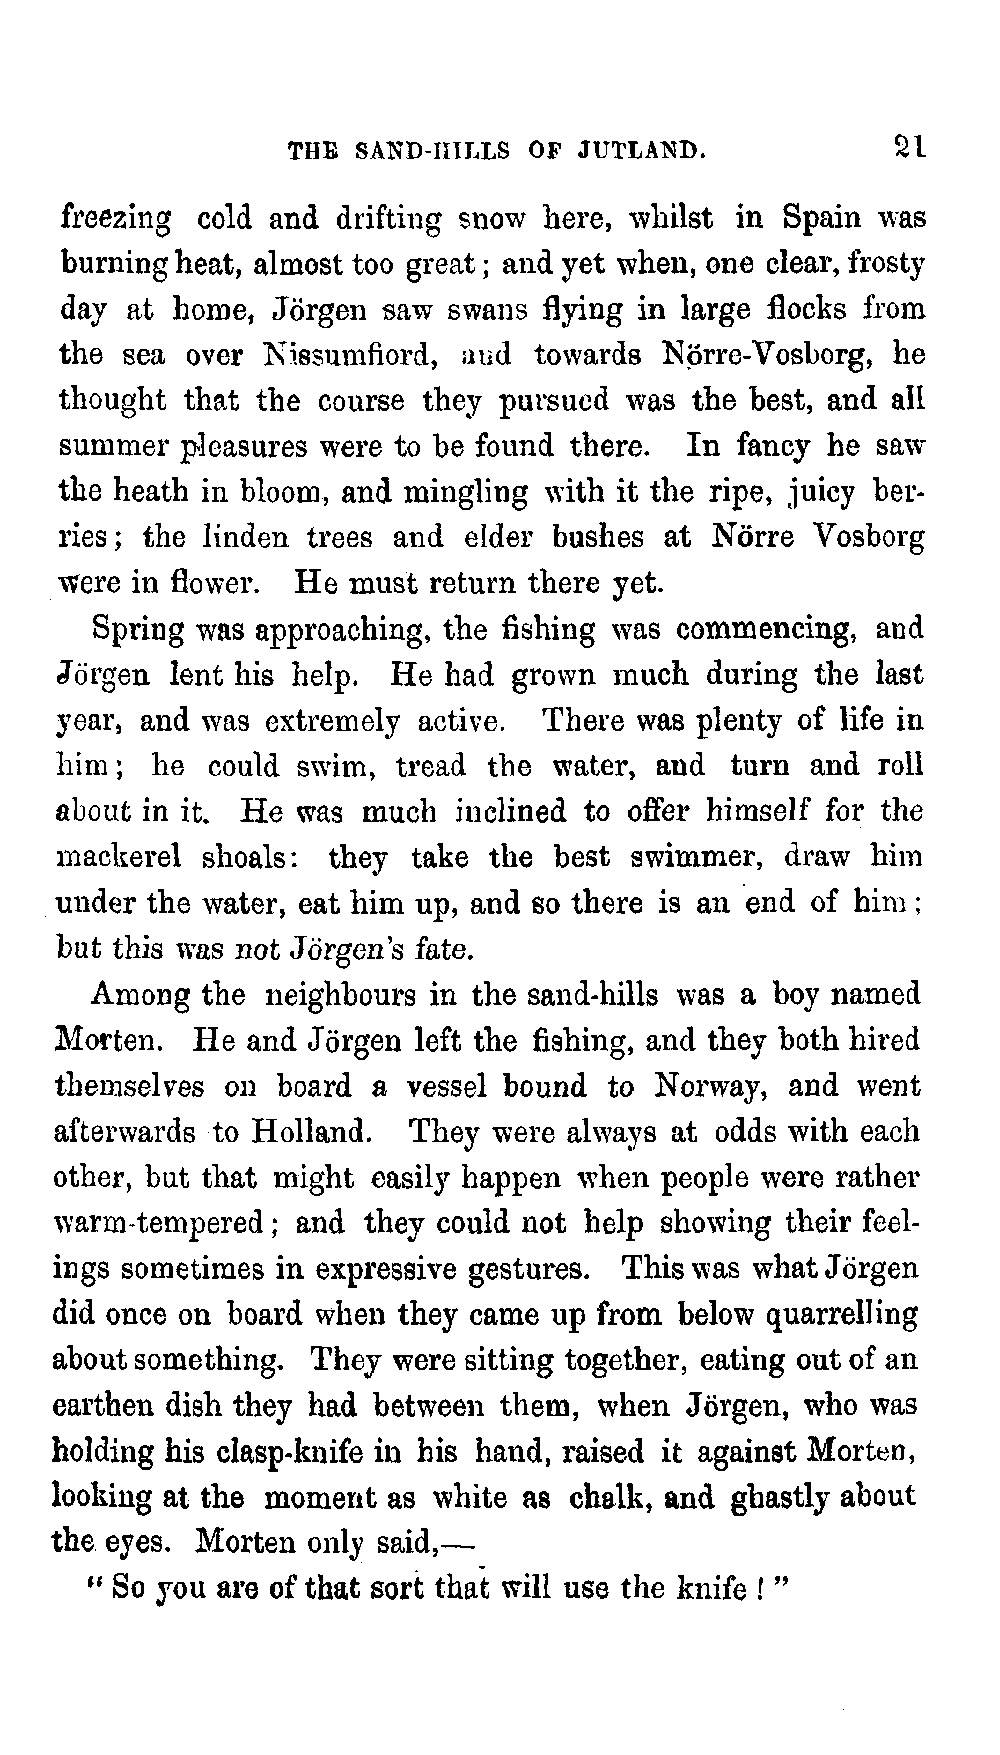 THE SAND-HILLS OF JUTLAND. 21
freezing cold and drifting snow here, whilst in Spain was
burning heat, almost too great; and yet when, one clear, frosty
day at home, Jörgen saw swans flying in large flocks from
the sea over Nissumfiord, and towards Nörre-Vosborg, he
thought that the course they pursued was the best, and all
summer pleasures were to be found there. In fancy he saw
the heath in bloom, and mingling with it the ripe, juicy ber-
ries; the linden trees and elder bushes at Nörre Vosborg
were in flower. He must return there yet.
Spring was approaching, the fishing was commencing, and
Jörgen lent his help. He had grown much during the last
year, and was extremely active. There was plenty of life in
him; he could swim, tread the water, and turn and roll
about in it. He was much inclined to offer himself for the
mackerel shoals: they take the best swimmer, draw him
under the water, eat him up, and so there is an end of him;
but this was not Jörgen's fate.
Among the neighbours in the sand-hills was a boy named
Morten. He and Jörgen left the fishing, and they both hired
themselves on board a vessel bound to Norway, and went
afterwards to Holland. They were always at odds with each
other, but that might easily happen when people were rather
warm-tempered; and they could not help showing their feel-
ings sometimes in expressive gestures. This was what Jörgen
did once on board when they came up from below quarrelling
about something. They were sitting together, eating out of an
earthen dish they had between them, when Jörgen, who was
holding his clasp-knife in his hand, raised it against Morten,
looking at the moment as white as chalk, and ghastly about
the eyes. Morten only said,—
"So you are of that sort that will use the knife!"